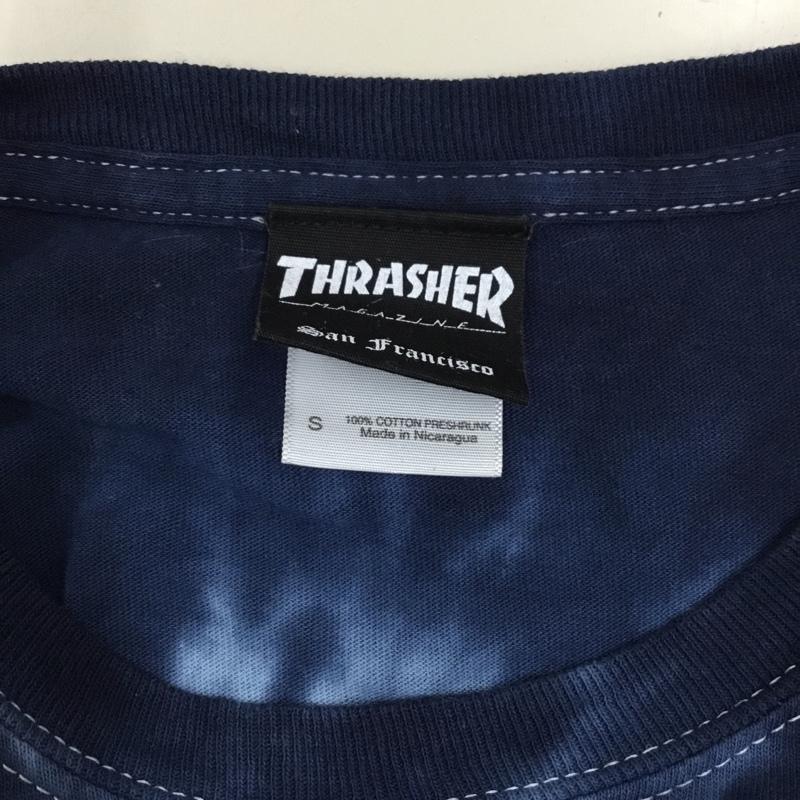 THRASHER
MAGAZINE
San Francisco
S
100% COTTON PRESHRUNK
Made in Nicaragua